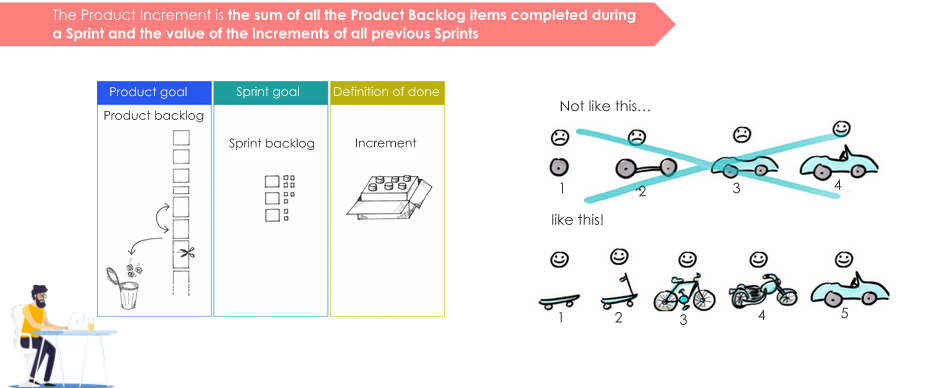 The Product Increment is the sum of all the Product Backlog items completed during
a Sprint and the value of the increments of all previous Sprints
Product goal
Sprint goal
Definition of done
Product backlog
Sprint backlog
Increment
Not like this...
1
2
3
4
like this!
1
2
3
4
5